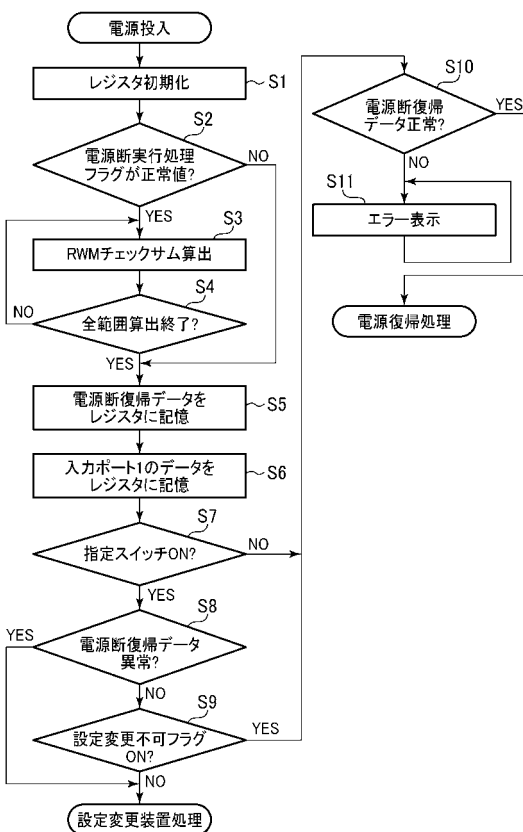 電源投入
レジスタ初期化
S1
S2
電源断実行処理
フラグが正常値?
NO
YES
S3
RWMチェックサム算出
S4
NO
全範囲算出終了?
YES
電源断復帰データを
レジスタに記憶
S5
入力ポート1のデータを
レジスタに記憶
S6
S7
指定スイッチON?
NO
YES
S8
YES
電源断復帰データ
異常?
NO
S9
設定変更不可フラグ
ON?
YES
NO
設定変更装置処理
S10
電源断復帰
データ正常?
YES
NO
S11
エラー表示
電源復帰処理